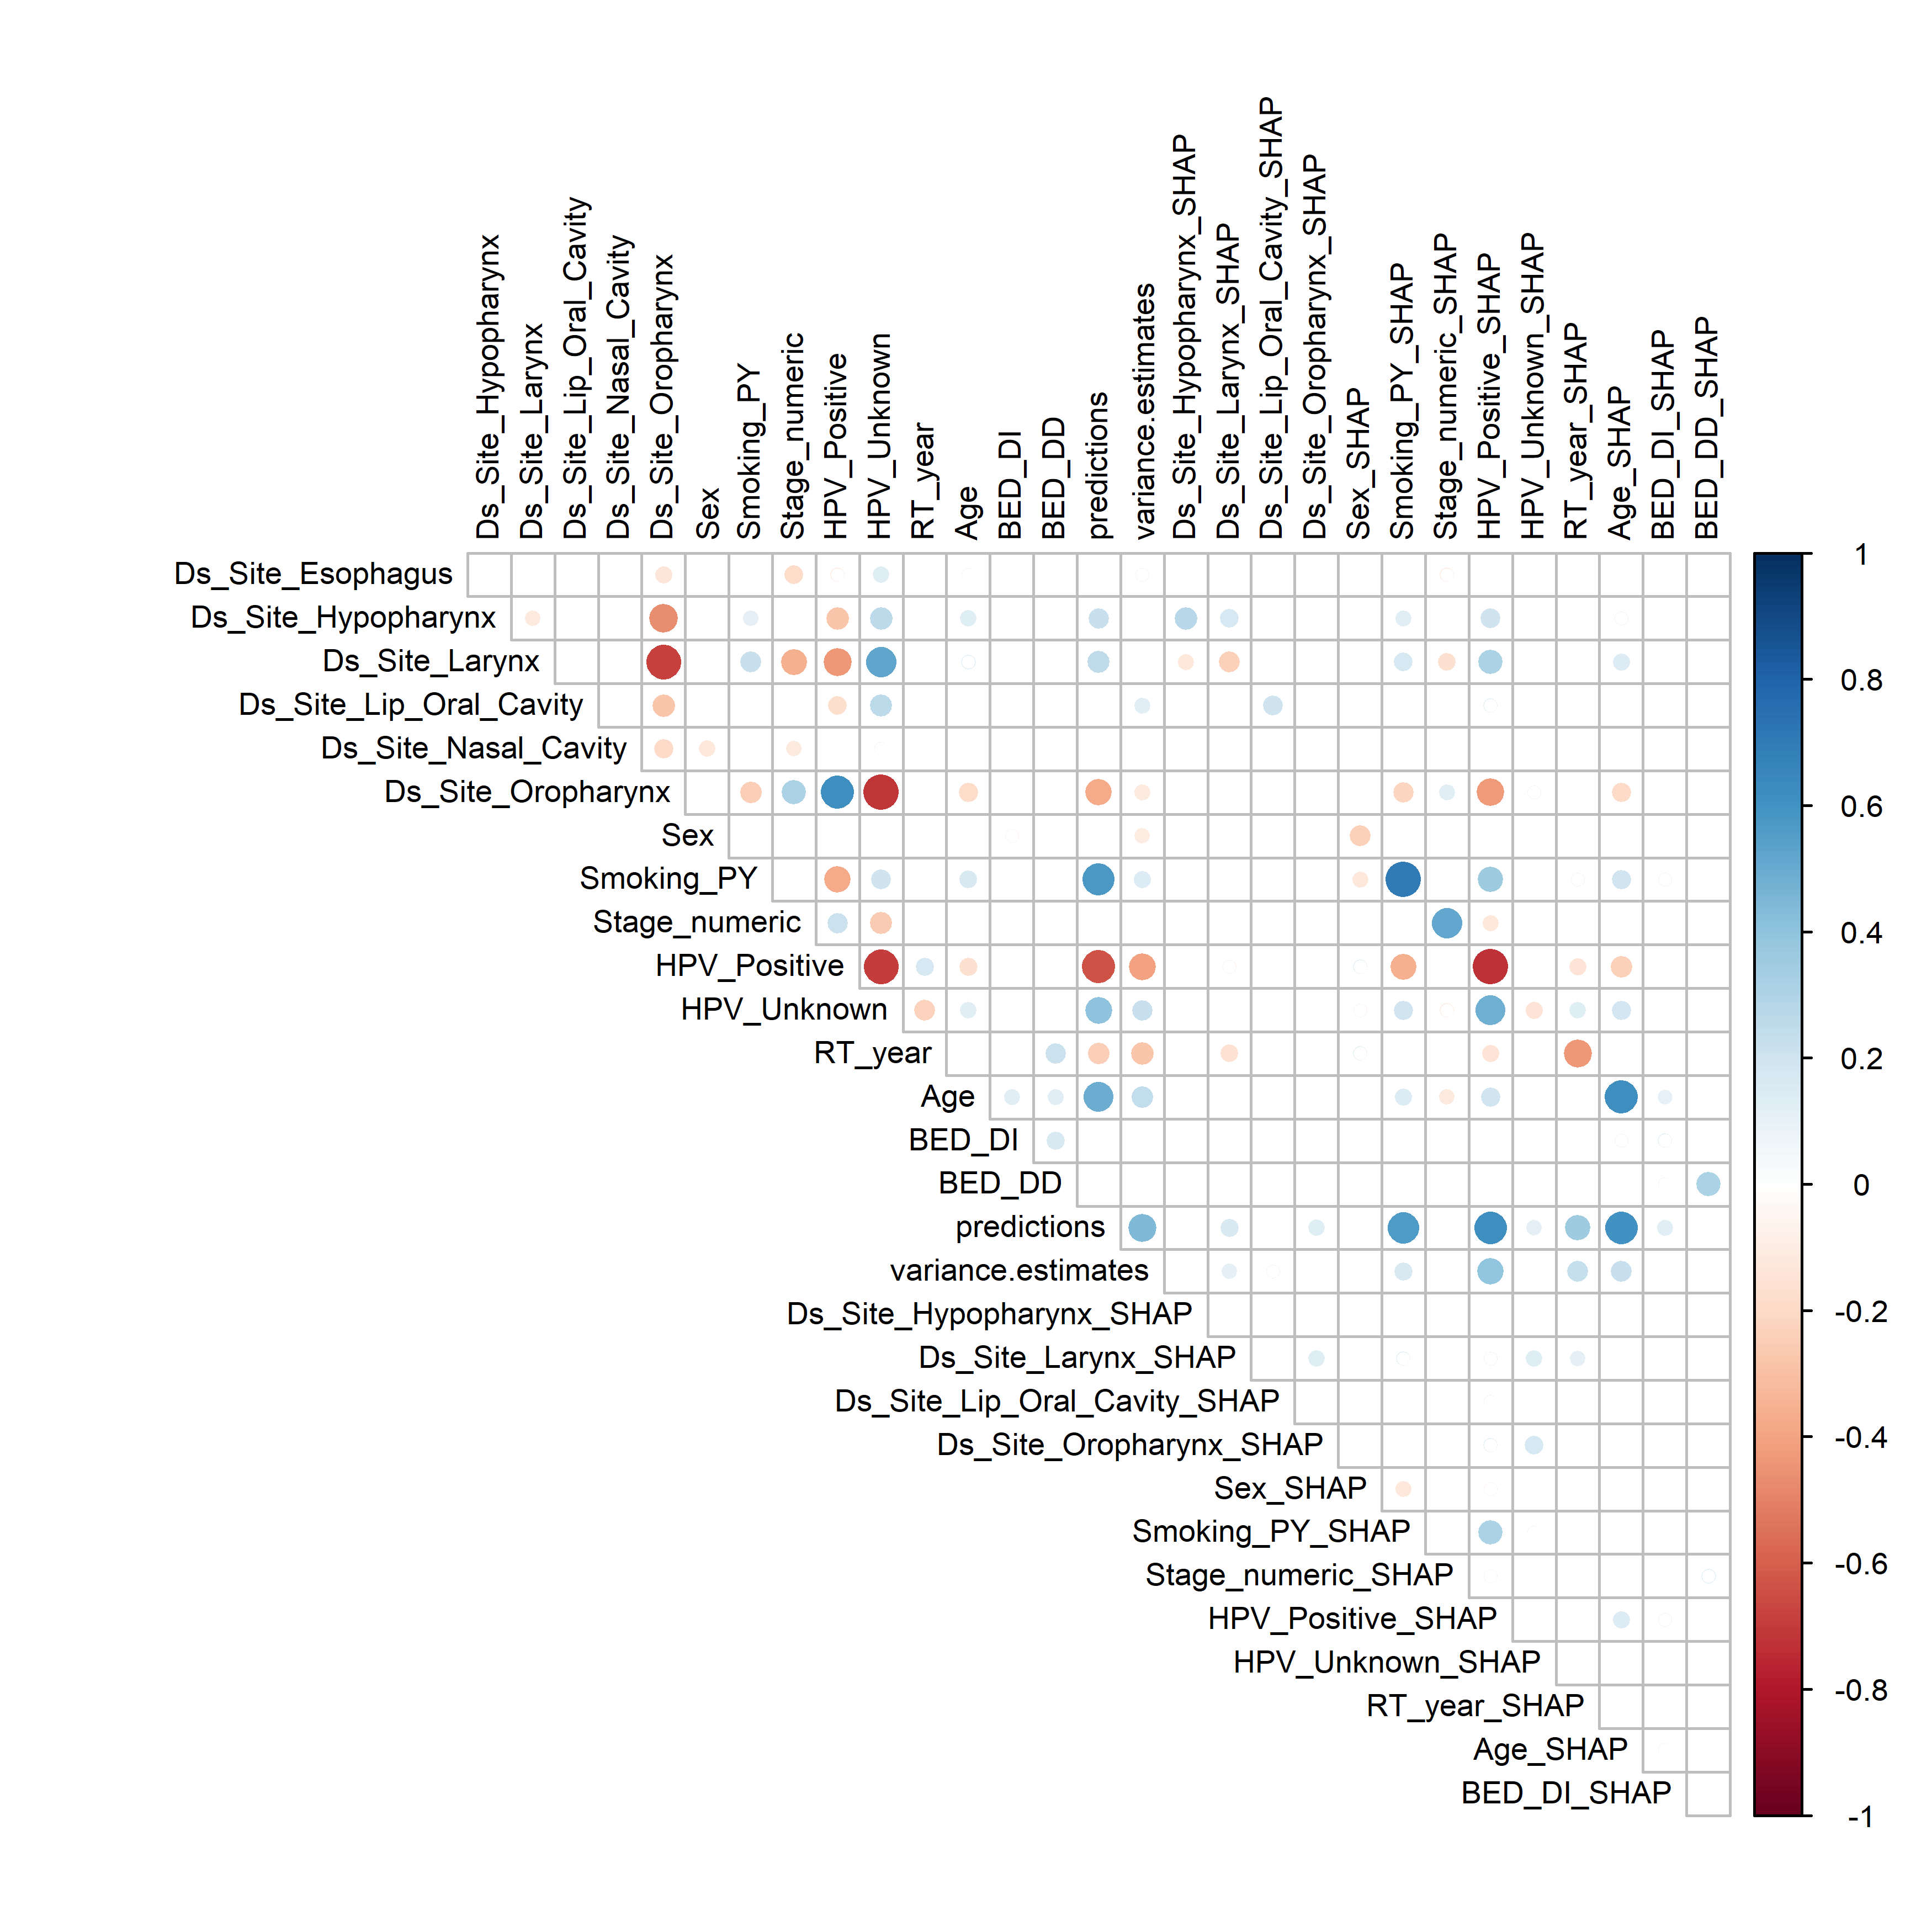 Ds_Site_Hypopharynx
Ds_Site_Larynx
Ds_Site_Lip_Oral_Cavity
Ds_Site_Nasal_Cavity
Ds_Site_Oropharynx
Sex
Smoking_PY
Stage_numeric
HPV_Positive
HPV_Unknown
RT_year
Age
BED_DI
BED_DD
predictions
variance.estimates
Ds_Site_Hypopharynx_SHAP
Ds_Site_Larynx_SHAP
Ds_Site_Lip_Oral_Cavity_SHAP
Ds_Site_Oropharynx_SHAP
Sex_SHAP
Smoking_PY_SHAP
Stage_numeric_SHAP
HPV_Positive_SHAP
HPV_Unknown_SHAP
RT_year_SHAP
Age_SHAP
BED_DI_SHAP
BED_DD_SHAP
Ds_Site_Esophagus
Ds_Site_Hypopharynx
Ds_Site_Larynx
Ds_Site_Lip_Oral_Cavity
Ds_Site_Nasal_Cavity
Ds_Site_Oropharynx
Sex
Smoking_PY
Stage_numeric
HPV_Positive
HPV_Unknown
RT_year
Age
BED_DI
BED_DD
predictions
variance.estimates
Ds_Site_Hypopharynx_SHAP
Ds_Site_Larynx_SHAP
Ds_Site_Lip_Oral_Cavity_SHAP
Ds_Site_Oropharynx_SHAP
Sex_SHAP
Smoking_PY_SHAP
Stage_numeric_SHAP
HPV_Positive_SHAP
HPV_Unknown_SHAP
RT_year_SHAP
Age_SHAP
BED_DI_SHAP
1
0.8
0.6
0.4
0.2
0
-0.2
-0.4
-0.6
-0.8
-1